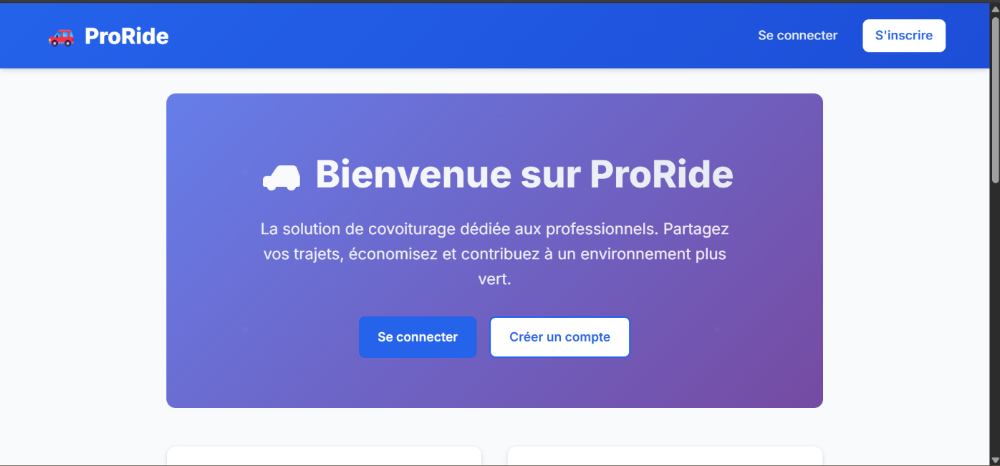 ProRide
Se connecter
S'inscrire
Bienvenue sur ProRide
La solution de covoiturage dédiée aux professionnels. Partagez
vos trajets, économisez et contribuez à un environnement plus
vert.
Se connecter
Créer un compte